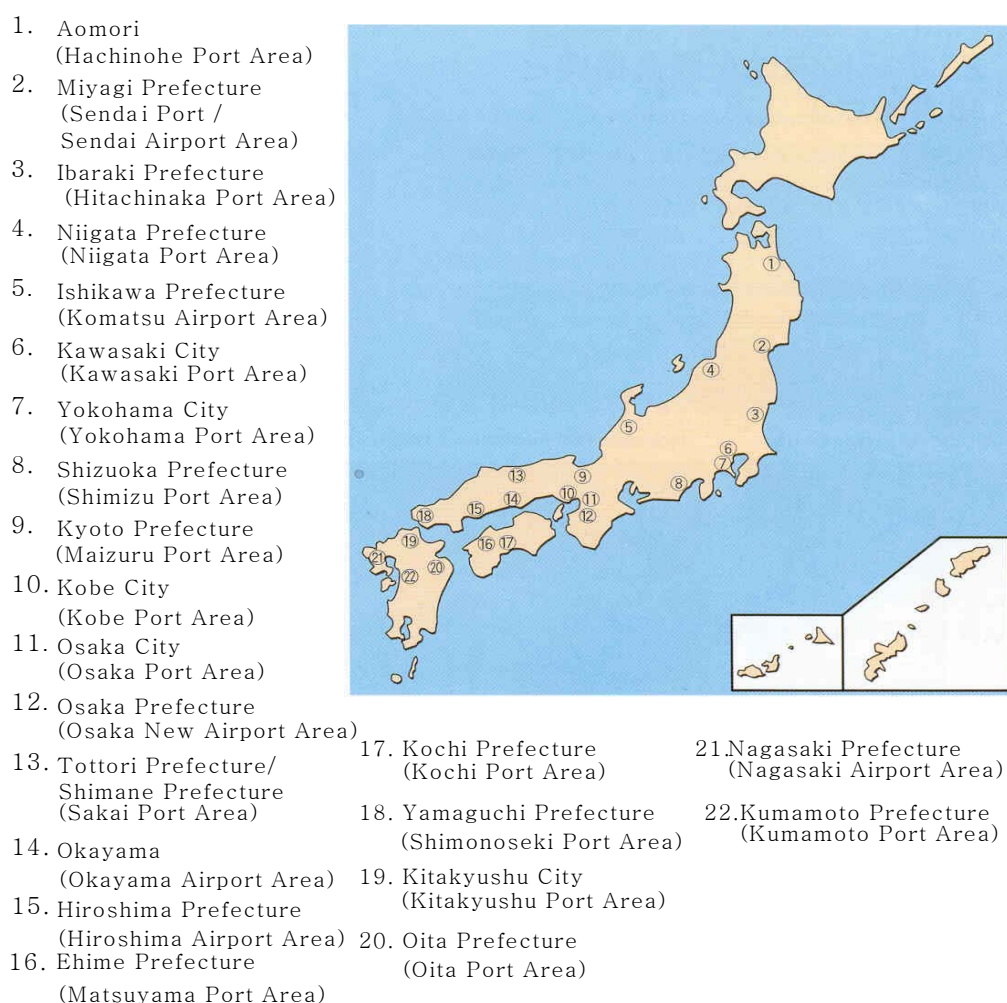 1. Aomori
(Hachinohe Port Area)
2. Miyagi Prefecture
(Sendai Port /
Sendai Airport Area)
3. Ibaraki Prefecture
(Hitachinaka Port Area)
4. Niigata Prefecture
(Niigata Port Area)
5. Ishikawa Prefecture
(Komatsu Airport Area)
6. Kawasaki City
(Kawasaki Port Area)
7. Yokohama City
(Yokohama Port Area)
8. Shizuoka Prefecture
(Shimizu Port Area)
9. Kyoto Prefecture
(Maizuru Port Area)
10. Kobe City
(Kobe Port Area)
11. Osaka City
(Osaka Port Area)
12. Osaka Prefecture
(Osaka New Airport Area)
13. Tottori Prefecture/
Shimane Prefecture
(Sakai Port Area)
14. Okayama
(Okayama Airport Area)
15. Hiroshima Prefecture
(Hiroshima Airport Area)
16. Ehime Prefecture
(Matsuyama Port Area)
17. Kochi Prefecture
(Kochi Port Area)
18. Yamaguchi Prefecture
(Shimonoseki Port Area)
19. Kitakyushu City
(Kitakyushu Port Area)
20. Oita Prefecture
(Oita Port Area)
21.Nagasaki Prefecture
(Nagasaki Airport Area)
22.Kumamoto Prefecture
(Kumamoto Port Area)
①
②
④
③
⑤
⑥
⑦
⑬
⑨
⑧
⑩
⑭
⑪
⑮
⑱
⑫
⑲
⑯
⑰
㉑
⑳
㉒